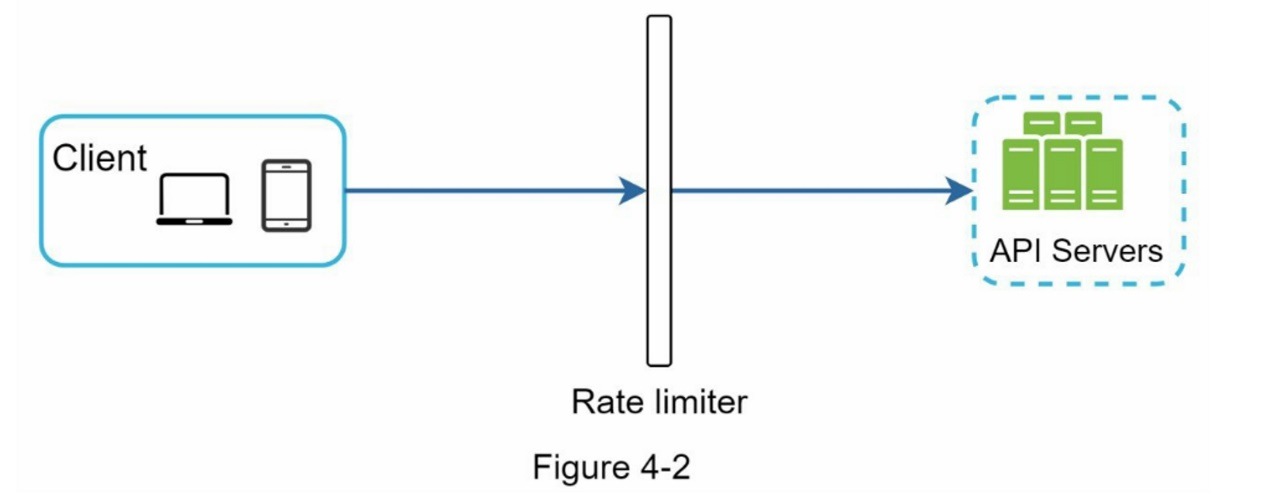 Client
API Servers
Rate limiter
Figure 4-2